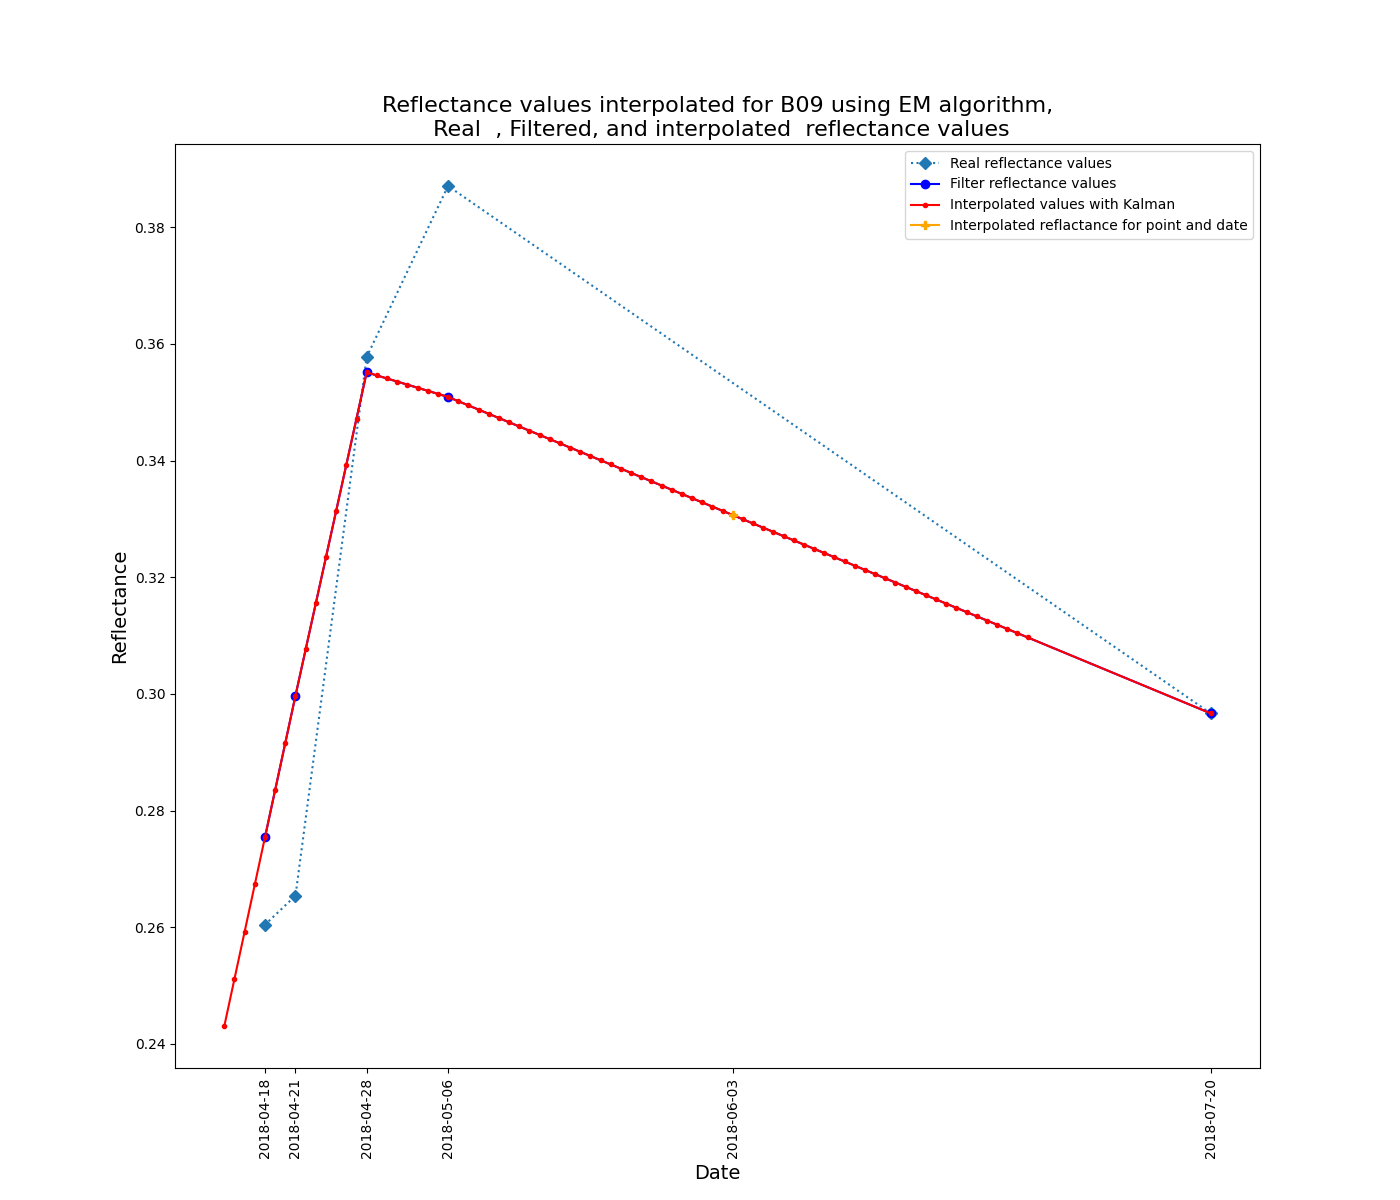 Reflectance values interpolated for B09 using EM algorithm,
Real , Filtered, and interpolated reflectance values
Real reflectance values
Filter reflectance values
Interpolated values with Kalman
Interpolated reflactance for point and date
0.38
0.36
0.34
0.32
0.30
0.28
0.26
0.24
Reflectance
2018-04-18
2018-04-21
2018-04-28
2018-05-06
2018-06-03
2018-07-20
Date